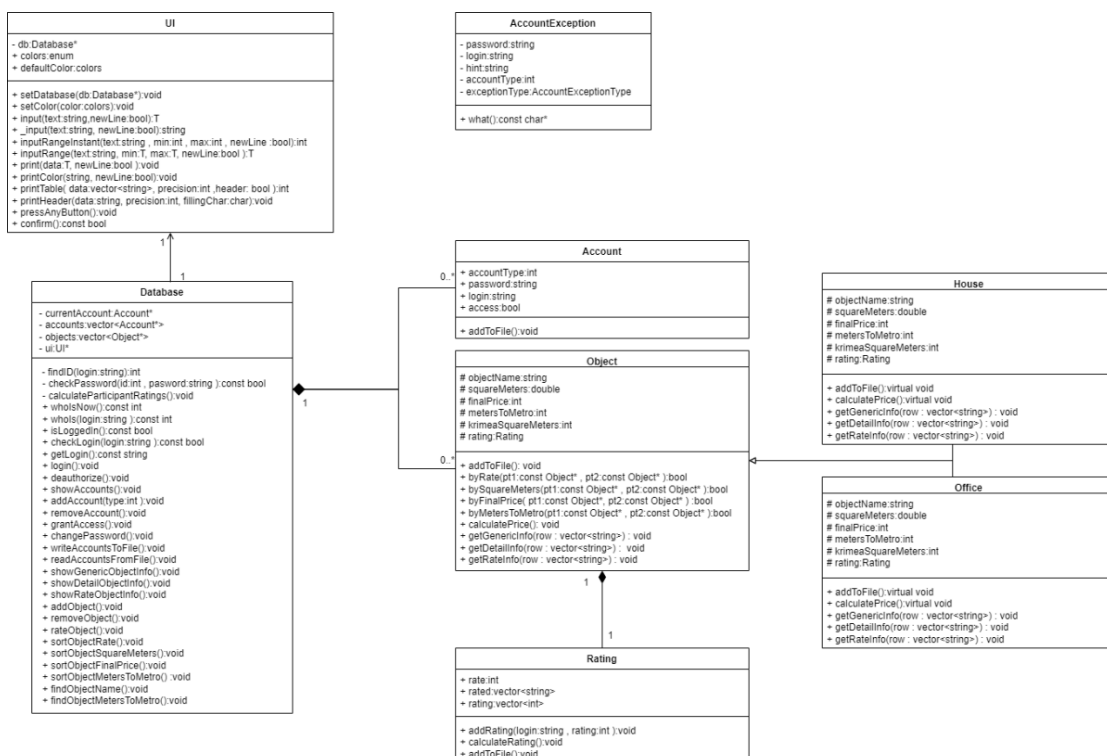 UI
- db:Database*
+ colors:enum
+ defaultColor:colors
+ setDatabase(db:Database*):void
+ setColor(color:colors):void
+ input(text:string,newLine:bool):T
+ _input(text:string, newLine:bool):string
+ inputRangeInstant(text:string , min:int , max:int , newLine :bool):int
+ inputRange(text:string, min:T, max:T, newLine:bool ):T
+ print(data:T, newLine:bool ):void
+ printColor(string, newLine:bool):void
+ printTable( data:vector<string>, precision:int ,header: bool ):int
+ printHeader(data:string, precision:int, fillingChar:char):void
+ pressAnyButton():void
+ confirm():const bool
1
1
AccountException
- password:string
- login:string
- hint:string
- accountType:int
- exceptionType:AccountExceptionType
+ what():const char*
Database
- currentAccount:Account*
- accounts:vector<Account*>
- objects:vector<Object*>
- ui:UI*
- findID(login:string):int
- checkPassword(id:int , pasword:string ):const bool
- calculateParticipantRatings():void
+ whoIsNow():const int
+ whoIs(login:string ):const int
+ isLoggedIn():const bool
+ checkLogin(login:string ):const bool
+ getLogin():const string
+ login():void
+ deauthorize():void
+ showAccounts():void
+ addAccount(type:int ):void
+ removeAccount():void
+ grantAccess():void
+ changePassword():void
+ writeAccountsToFile():void
+ readAccountsFromFile():void
+ showGenericObjectInfo():void
+ showDetailObjectInfo():void
+ showRateObjectInfo():void
+ addObject():void
+ removeObject():void
+ rateObject():void
+ sortObjectRate():void
+ sortObjectSquareMeters():void
+ sortObjectFinalPrice():void
+ sortObjectMetersToMetro() :void
+ findObjectName():void
+ findObjectMetersToMetro():void
1
0..*
0..*
Account
+ accountType:int
+ password:string
+ login:string
+ access:bool
+ addToFile():void
Object
# objectName:string
# squareMeters:double
# finalPrice:int
# metersToMetro:int
# krimeaSquareMeters:int
# rating:Rating
+ addToFile(): void
+ byRate(pt1:const Object* , pt2:const Object* ):bool
+ bySquareMeters(pt1:const Object* , pt2:const Object* ):bool
+ byFinalPrice( pt1:const Object*, pt2:const Object* ) :bool
+ byMetersToMetro(pt1:const Object* , pt2:const Object* ):bool
+ calculatePrice(): void
+ getGenericInfo(row : vector<string>) : void
+ getDetailInfo(row : vector<string>) : void
+ getRateInfo(row : vector<string>) : void
1
1
Rating
+ rate:int
+ rated:vector<string>
+ rating:vector<int>
+ addRating(login:string , rating:int ):void
+ calculateRating():void
+ addToFile():void
House
# objectName:string
# squareMeters:double
# finalPrice:int
# metersToMetro:int
# krimeaSquareMeters:int
# rating:Rating
+ addToFile():virtual void
+ calculatePrice():virtual void
+ getGenericInfo(row : vector<string>) : void
+ getDetailInfo(row : vector<string>) : void
+ getRateInfo(row : vector<string>) : void
Office
# objectName:string
# squareMeters:double
# finalPrice:int
# metersToMetro:int
# krimeaSquareMeters:int
# rating:Rating
+ addToFile():virtual void
+ calculatePrice():virtual void
+ getGenericInfo(row : vector<string>) : void
+ getDetailInfo(row : vector<string>) : void
+ getRateInfo(row : vector<string>) : void